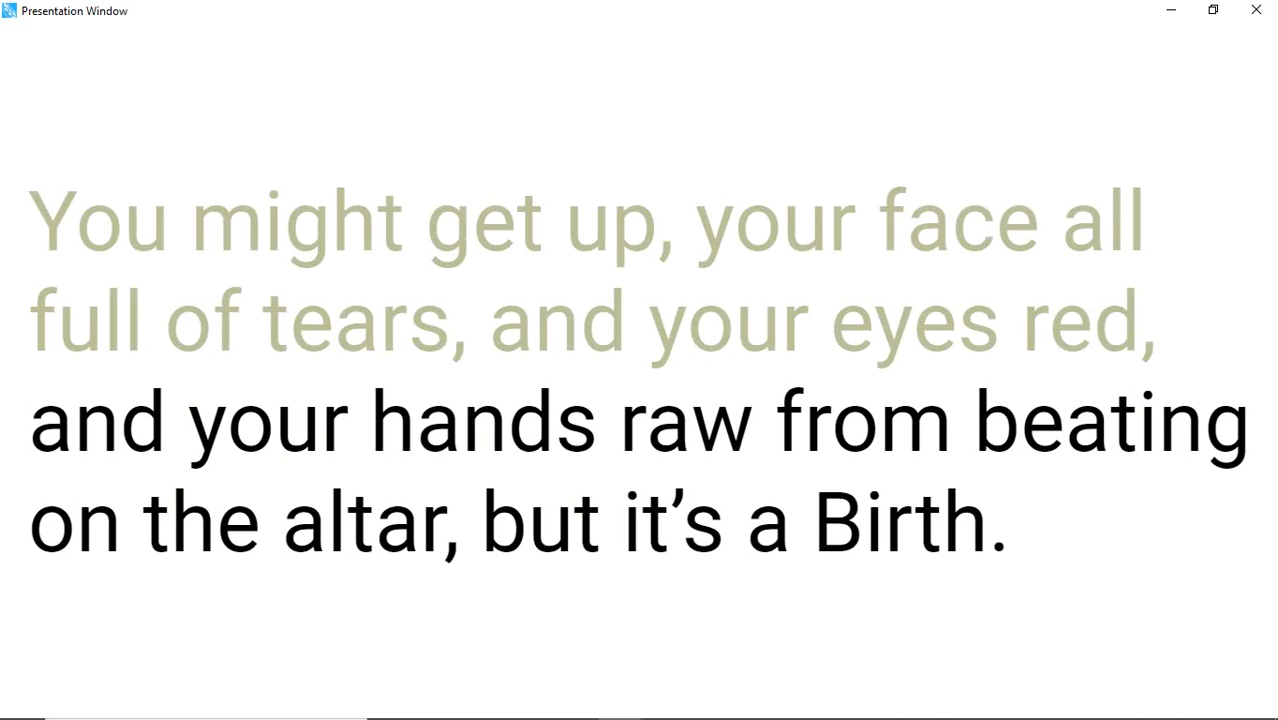 Presentation Window
You might get up, your face all
full of tears, and your eyes red,
and your hands raw from beating
on the altar, but it’s a Birth.